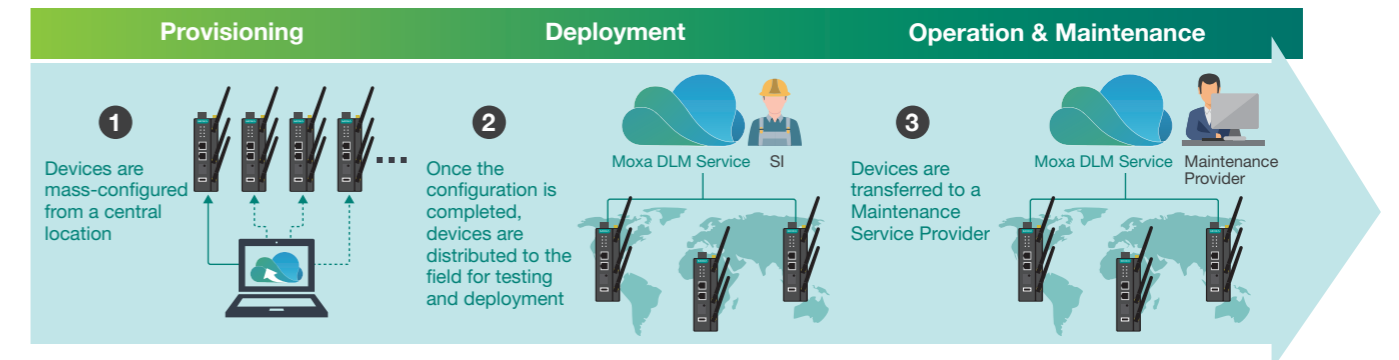 Provisioning
Deployment
Operation & Maintenance
1
Devices are
mass-configured
from a central
location
...
2
Once the
configuration is
completed,
devices are
distributed to the
field for testing
and deployment
Moxa DLM Service
SI
3
Devices are
transferred to a
Maintenance
Service Provider
Moxa DLM Service
Maintenance
Provider